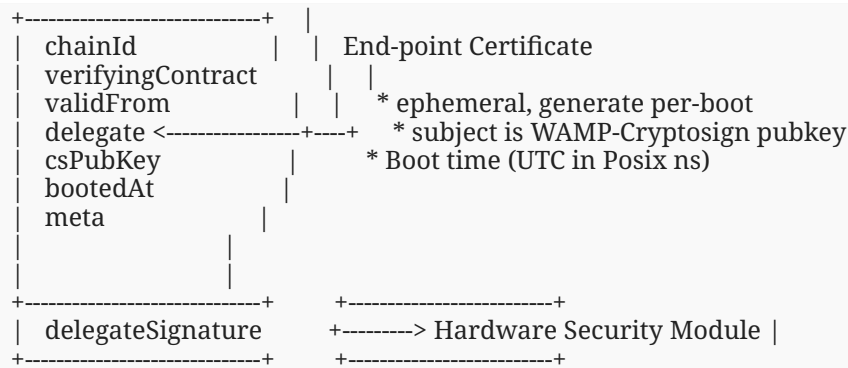 +------------------------------+ |
| chainId | | End-point Certificate
| verifyingContract | |
| validFrom | | * ephemeral, generate per-boot
| delegate <-----------------+----+ * subject is WAMP-Cryptosign pubkey
| csPubKey | * Boot time (UTC in Posix ns)
| bootedAt |
| meta |
| |
| |
+------------------------------+ +--------------------------+
| delegateSignature +---------> Hardware Security Module |
+------------------------------+ +--------------------------+